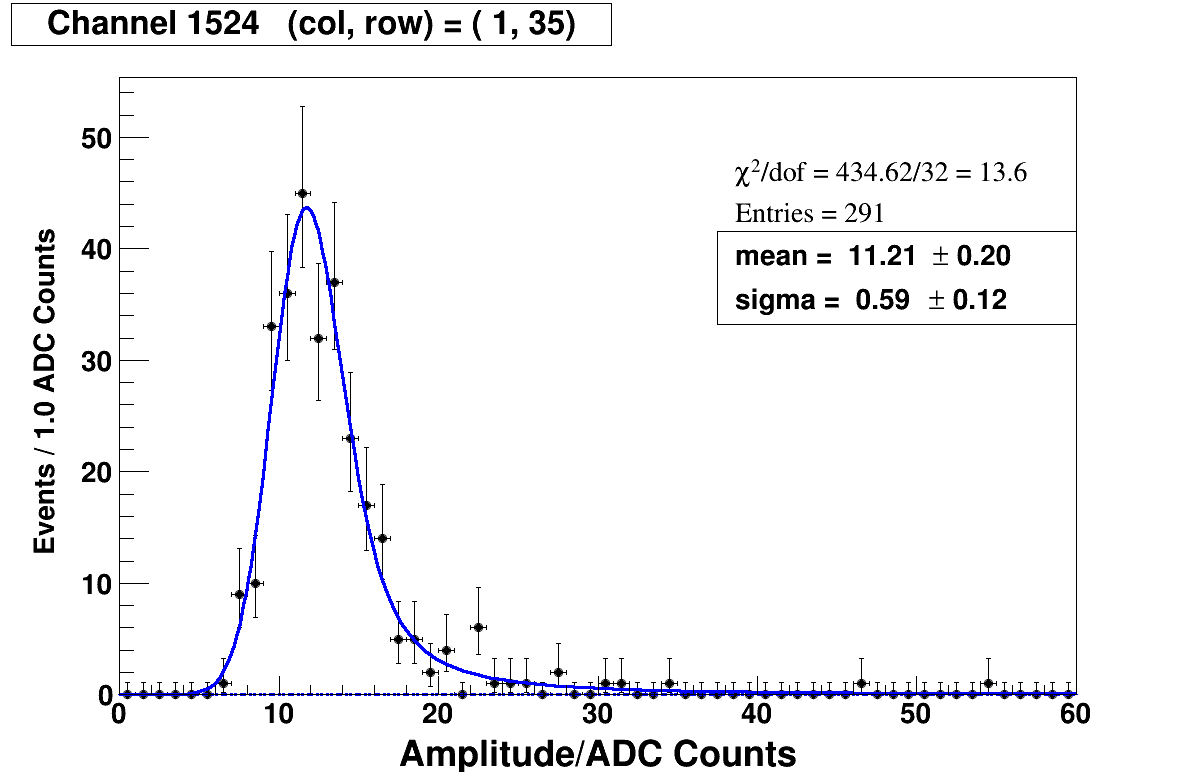 Channel 1524 (col, row) = ( 1, 35)
χ²/dof = 434.62/32 = 13.6
Entries = 291
mean = 11.21 ± 0.20
sigma = 0.59 ± 0.12
Events / 1.0 ADC Counts
50
40
30
20
10
0
0 10 20 30 40 50 60
Amplitude/ADC Counts